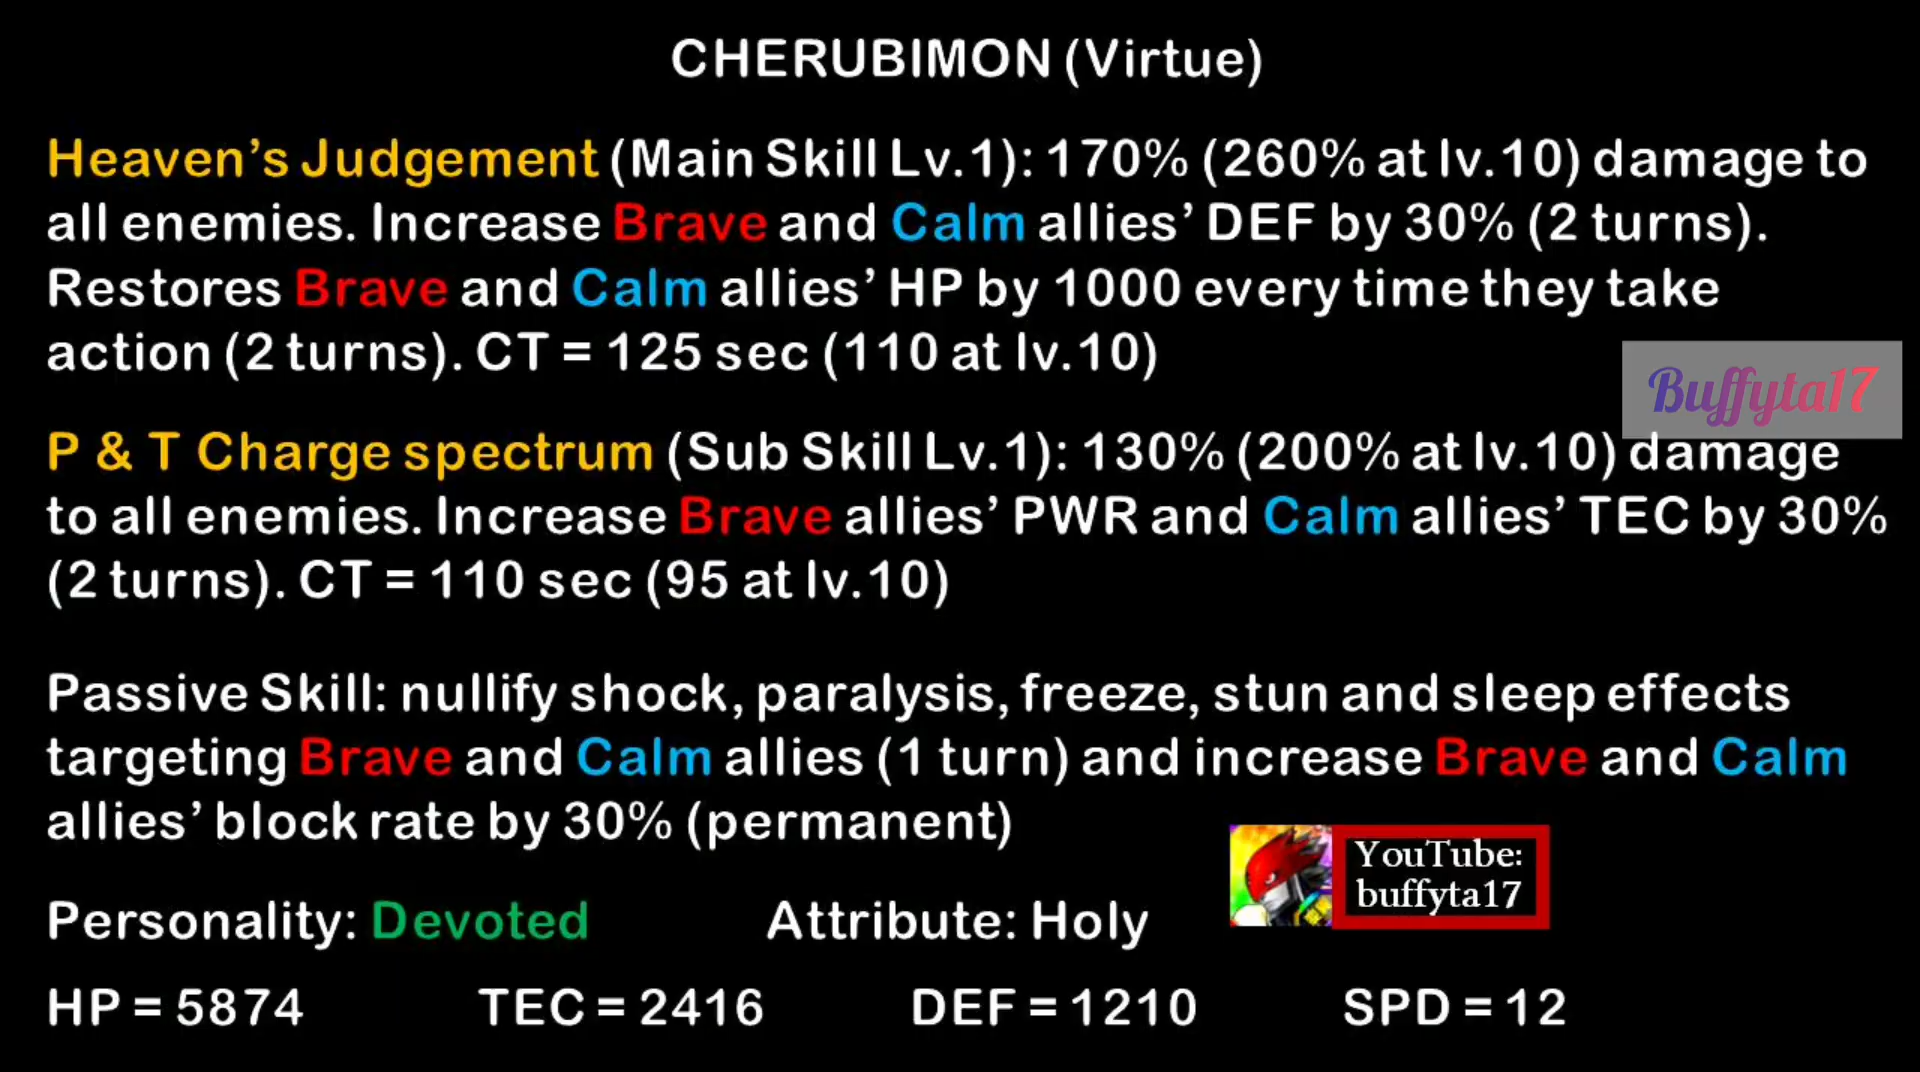 CHERUBIMON (Virtue)
Heaven's Judgement (Main Skill Lv.1): 170% (260% at lv.10) damage to
all enemies. Increase Brave and Calm allies' DEF by 30% (2 turns).
Restores Brave and Calm allies' HP by 1000 every time they take
action (2 turns). CT = 125 sec (110 at lv.10)
Buffyta17
P & T Charge spectrum (Sub Skill Lv.1): 130% (200% at lv.10) damage
to all enemies. Increase Brave allies' PWR and Calm allies' TEC by 30%
(2 turns). CT = 110 sec (95 at lv.10)
Passive Skill: nullify shock, paralysis, freeze, stun and sleep effects
targeting Brave and Calm allies (1 turn) and increase Brave and Calm
allies' block rate by 30% (permanent)
YouTube:
buffyta17
Personality: Devoted Attribute: Holy
HP = 5874 TEC = 2416 DEF = 1210 SPD = 12